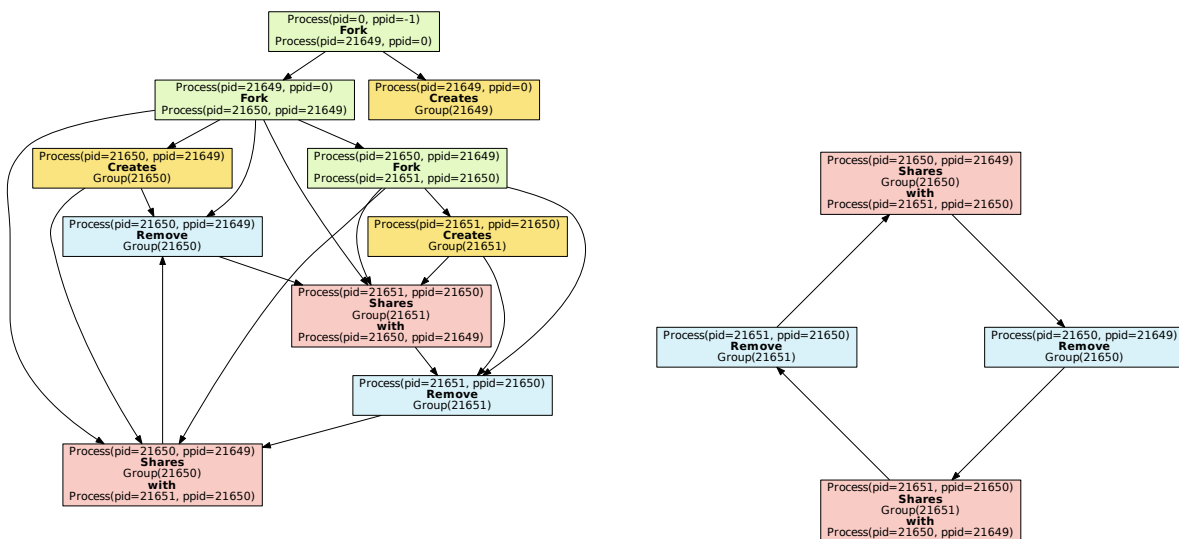 Process(pid=0, ppid=-1)
Fork
Process(pid=21649, ppid=0)
Process(pid=21649, ppid=0)
Fork
Process(pid=21650, ppid=21649)
Process(pid=21649, ppid=0)
Creates
Group(21649)
Process(pid=21650, ppid=21649)
Creates
Group(21650)
Process(pid=21650, ppid=21649)
Fork
Process(pid=21651, ppid=21650)
Process(pid=21650, ppid=21649)
Remove
Group(21650)
Process(pid=21651, ppid=21650)
Creates
Group(21651)
Process(pid=21651, ppid=21650)
Shares
Group(21651)
with
Process(pid=21650, ppid=21649)
Process(pid=21651, ppid=21650)
Remove
Group(21651)
Process(pid=21650, ppid=21649)
Shares
Group(21650)
with
Process(pid=21651, ppid=21650)
Process(pid=21650, ppid=21649)
Shares
Group(21650)
with
Process(pid=21651, ppid=21650)
Process(pid=21651, ppid=21650)
Remove
Group(21651)
Process(pid=21650, ppid=21649)
Remove
Group(21650)
Process(pid=21651, ppid=21650)
Shares
Group(21651)
with
Process(pid=21650, ppid=21649)